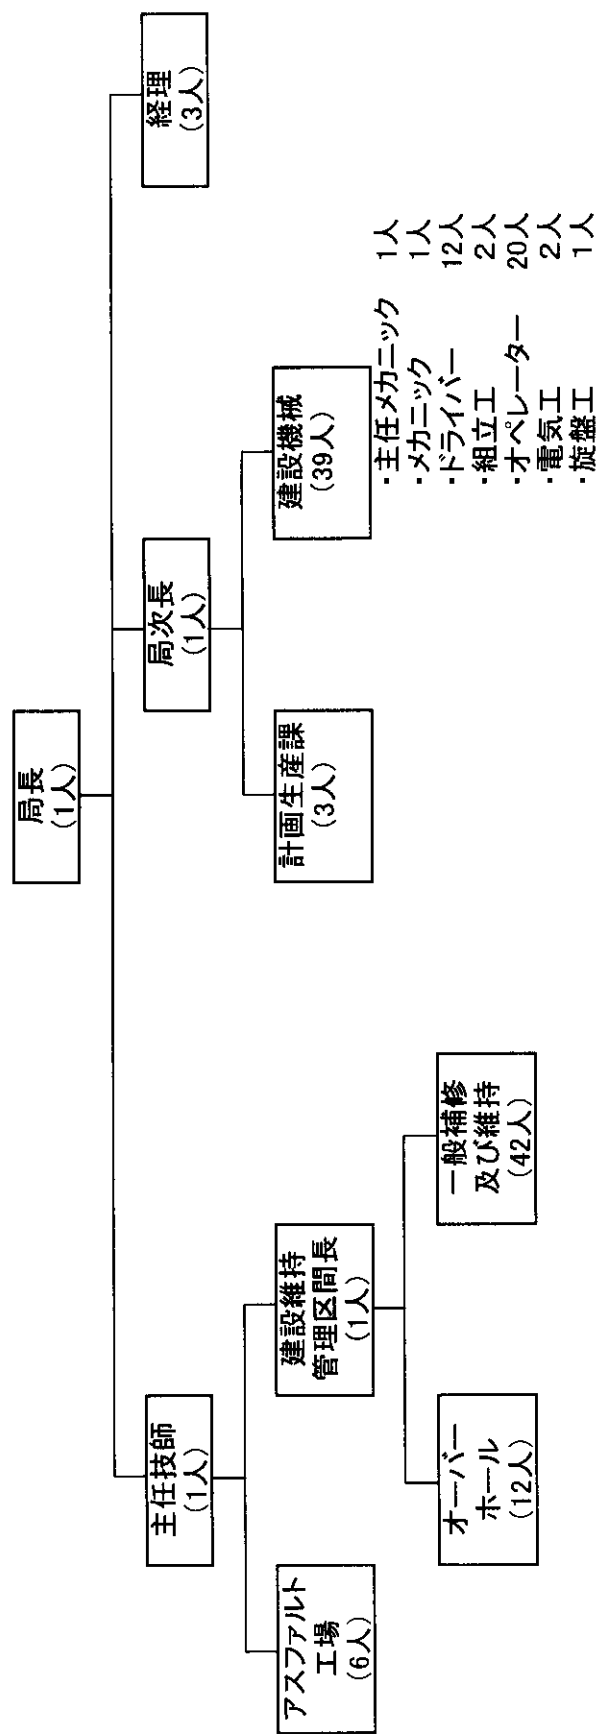 局長
(1人)
主任技師
(1人)
局次長
(1人)
経理
(3人)
アスファルト
工場
(6人)
建設維持
管理区間長
(1人)
計画生産課
(3人)
建設機械
(39人)
オーバー
ホール
(12人)
一般補修
及び維持
(42人)
・主任メカニック 1人
・メカニック 1人
・ドライバー 12人
・組立工 2人
・オペレーター 20人
・電気工 2人
・旋盤工 1人